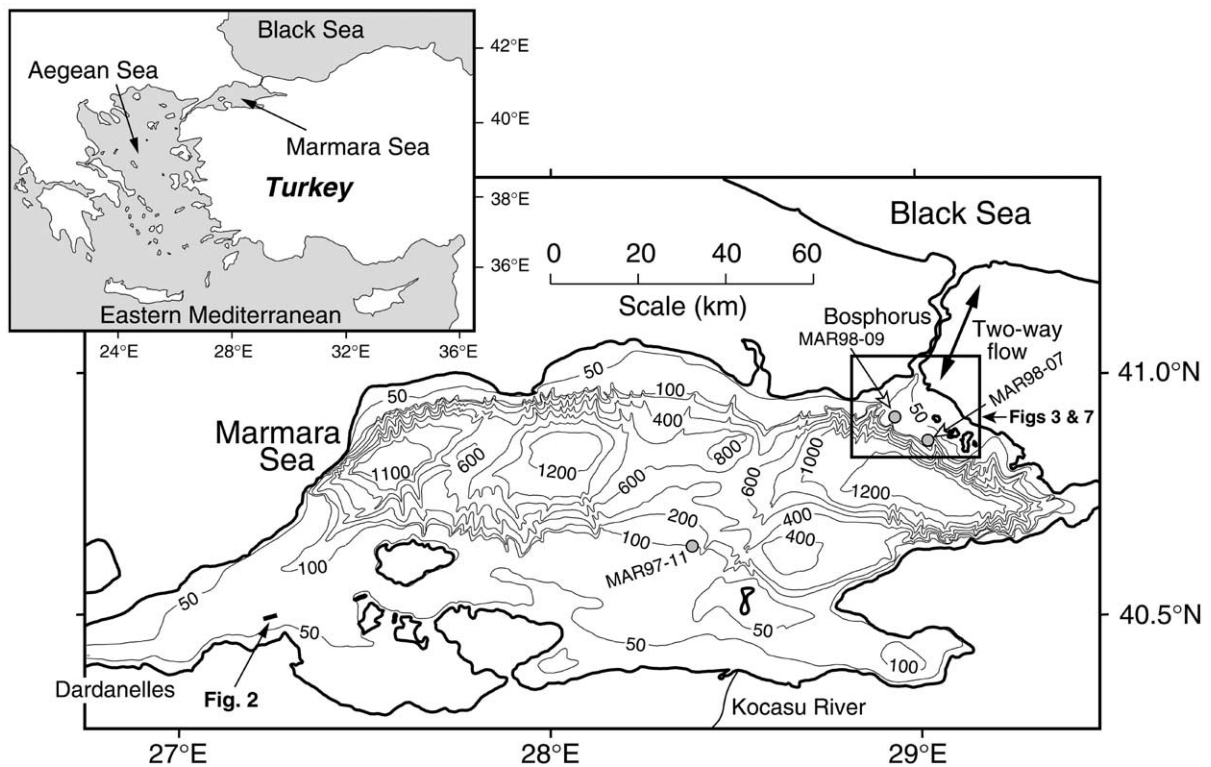 Black Sea
42°E
Aegean Sea
40°E
Marmara Sea
Turkey
38°E
36°E
Eastern Mediterranean
24°E
28°E
32°E
36°E
Black Sea
0
20
40
60
Scale (km)
Bosphorus
MAR98-09
Two-way
flow
MAR98-07
41.0°N
Figs 3 & 7
50
50
100
50
400
Marmara
Sea
1100
600
1200
800
600
600
1000
1200
200
400
400
100
MAR97-11
100
50
50
50
50
100
40.5°N
Dardanelles
Fig. 2
Kocasu River
27°E
28°E
29°E